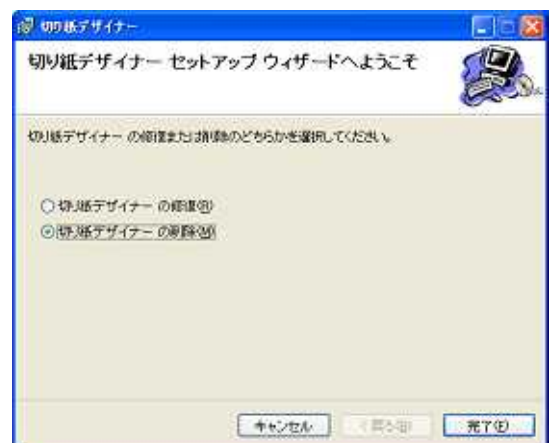 切り紙デザイナー
切り紙デザイナー セットアップ ウィザードへようこそ
切り紙デザイナー の修復または削除のどちらかを選択してください。
切り紙デザイナー の修復(R)
切り紙デザイナー の削除(M)
キャンセル
< 戻る(B)
完了(F)